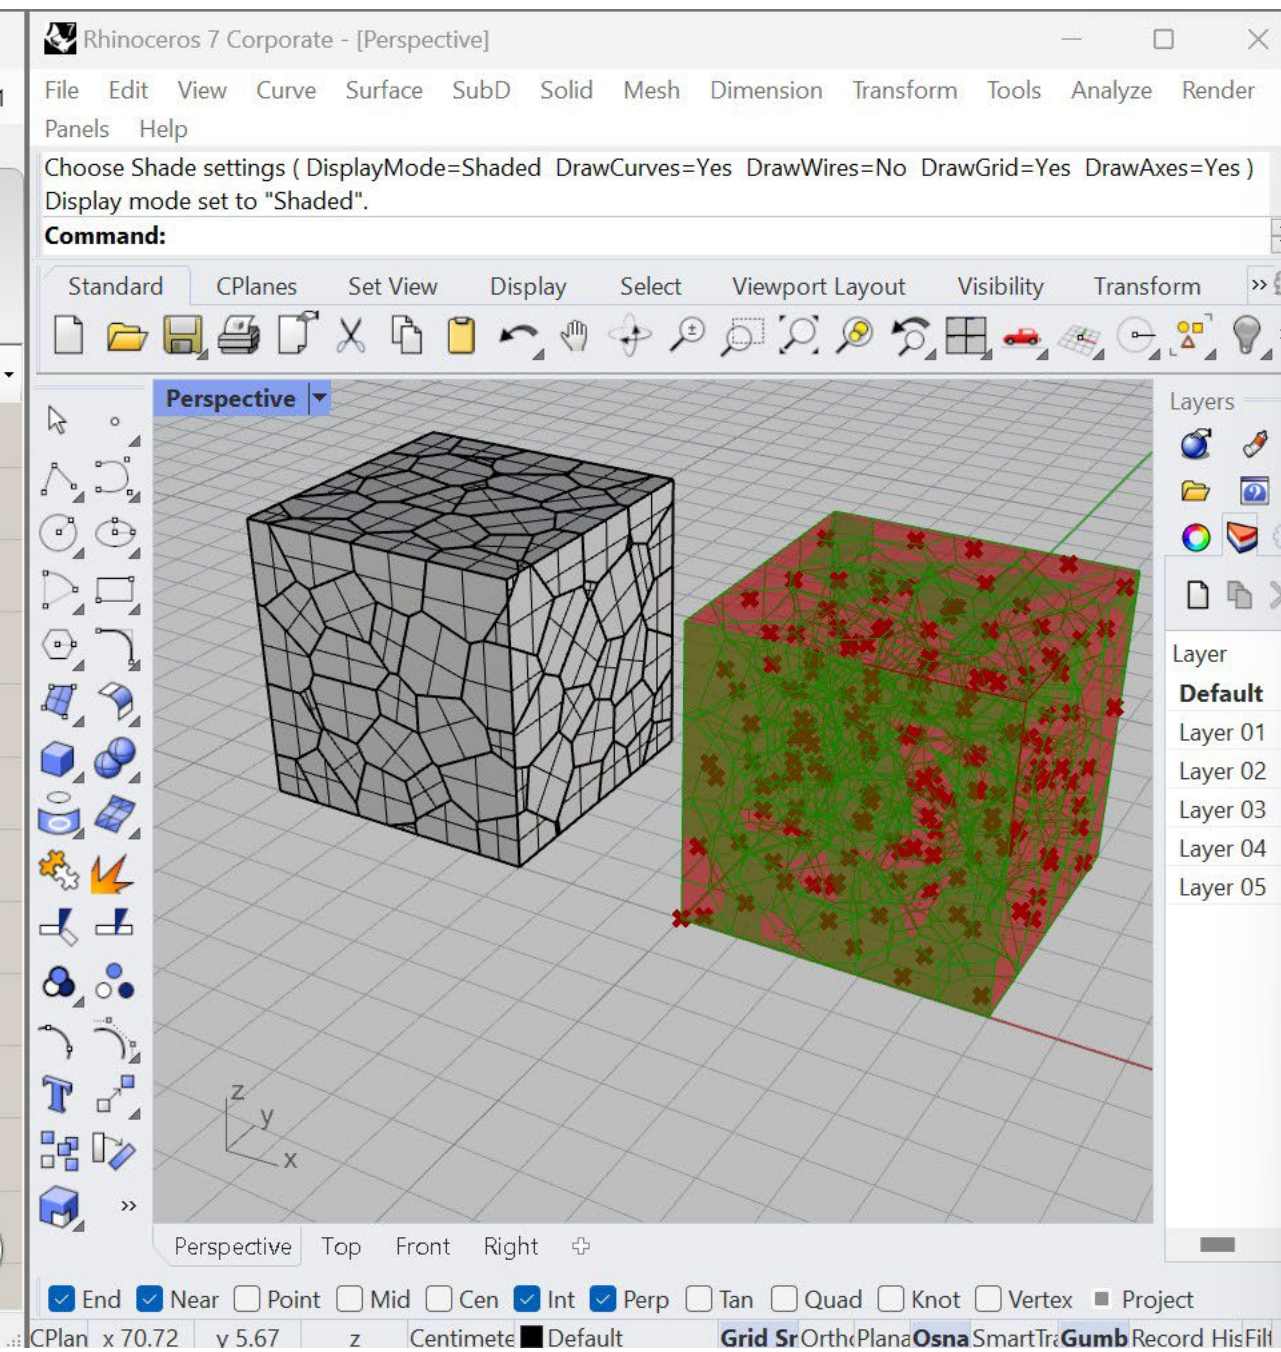 Rhinoceros 7 Corporate - [Perspective]
File Edit View Curve Surface SubD Solid Mesh Dimension Transform Tools Analyze Render
Panels Help
Choose Shade settings ( DisplayMode=Shaded DrawCurves=Yes DrawWires=No DrawGrid=Yes DrawAxes=Yes )
Display mode set to "Shaded".
Command:
Standard CPlanes Set View Display Select Viewport Layout Visibility Transform »
Perspective
Layers
Layer
Default
Layer 01
Layer 02
Layer 03
Layer 04
Layer 05
z
y
x
»
Perspective Top Front Right
End Near Point Mid Cen Int Perp Tan Quad Knot Vertex Project
CPlan x 70.72 y 5.67 z Centimete Default Grid Sr Ortho Plana Osna SmartTra Gumb Record His Filt